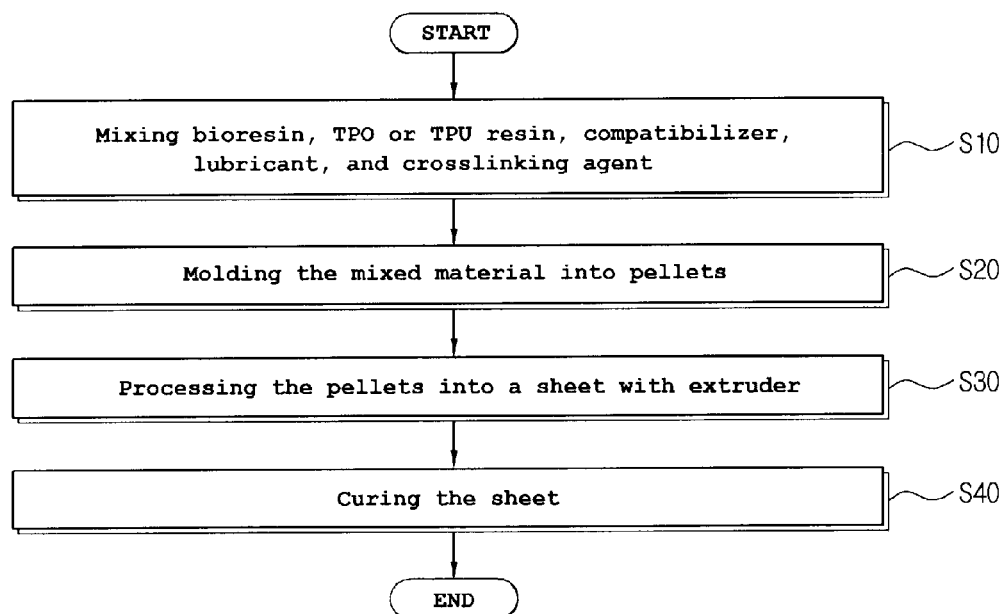 START
Mixing bioresin, TPO or TPU resin, compatibilizer,
lubricant, and crosslinking agent
S10
Molding the mixed material into pellets
S20
Processing the pellets into a sheet with extruder
S30
Curing the sheet
S40
END